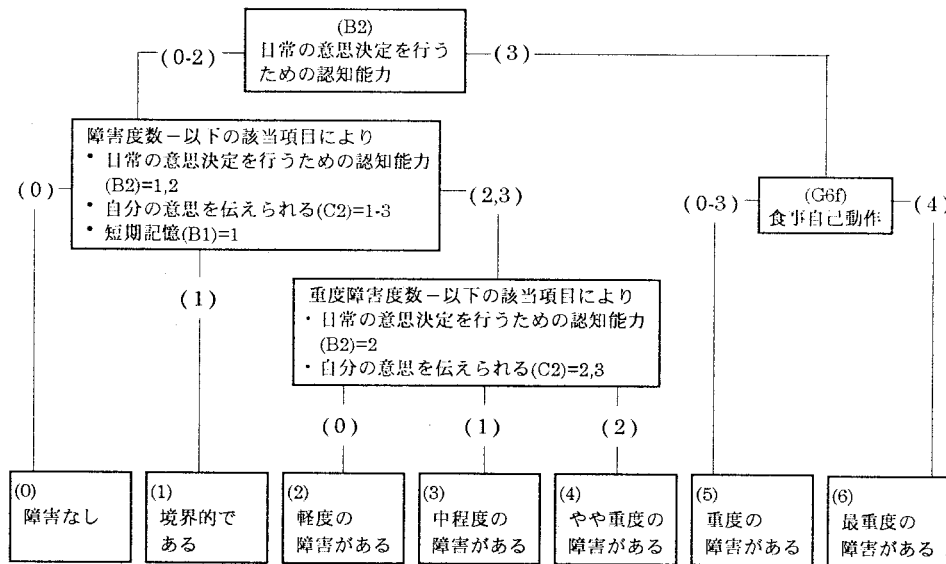 (B2)
日常の意思決定を行う
ための認知能力
(0-2)
(3)
障害度数－以下の該当項目により
・ 日常の意思決定を行うための認知能力
(B2)=1,2
・ 自分の意思を伝えられる(C2)=1-3
・ 短期記憶(B1)=1
(0)
(2,3)
(G6f)
食事自己動作
(0-3)
(4)
(1)
重度障害度数－以下の該当項目により
・ 日常の意思決定を行うための認知能力
(B2)=2
・ 自分の意思を伝えられる(C2)=2,3
(0)
(1)
(2)
(0)
障害なし
(1)
境界的で
ある
(2)
軽度の
障害がある
(3)
中程度の
障害がある
(4)
やや重度の
障害がある
(5)
重度の
障害がある
(6)
最重度の
障害がある